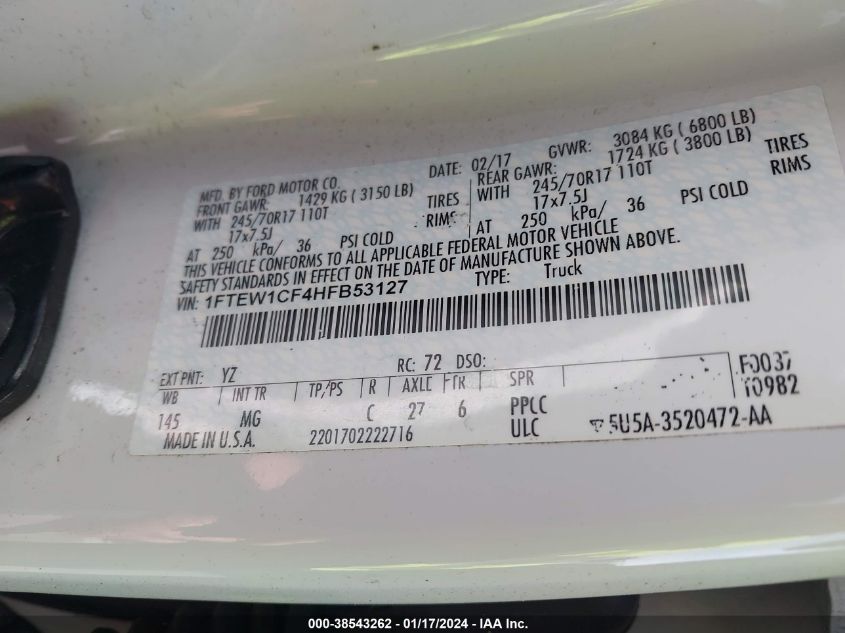 MFD. BY FORD MOTOR CO. DATE: 02/17 GVWR: 3084 KG ( 6800 LB)
FRONT GAWR: 1429 KG ( 3150 LB) REAR GAWR: 1724 KG ( 3800 LB)
WITH 245/70R17 110T TIRES WITH 245/70R17 110T TIRES
17x7.5J RIMS 17x7.5J RIMS
AT 250 kPa/ 36 PSI COLD AT 250 kPa/ 36 PSI COLD
THIS VEHICLE CONFORMS TO ALL APPLICABLE FEDERAL MOTOR VEHICLE
SAFETY STANDARDS IN EFFECT ON THE DATE OF MANUFACTURE SHOWN ABOVE.
VIN: 1FTEW1CF4HFB53127 TYPE: Truck
EXT PNT: YZ RC: 72 DSO:
WB INT TR TP/PS R AXLE TR SPR F0037
145 MG C 27 6 PPCC T0982
MADE IN U.S.A. 2201702222716 ULC 5U5A-3520472-AA
000-38543262 - 01/17/2024 - IAA Inc.